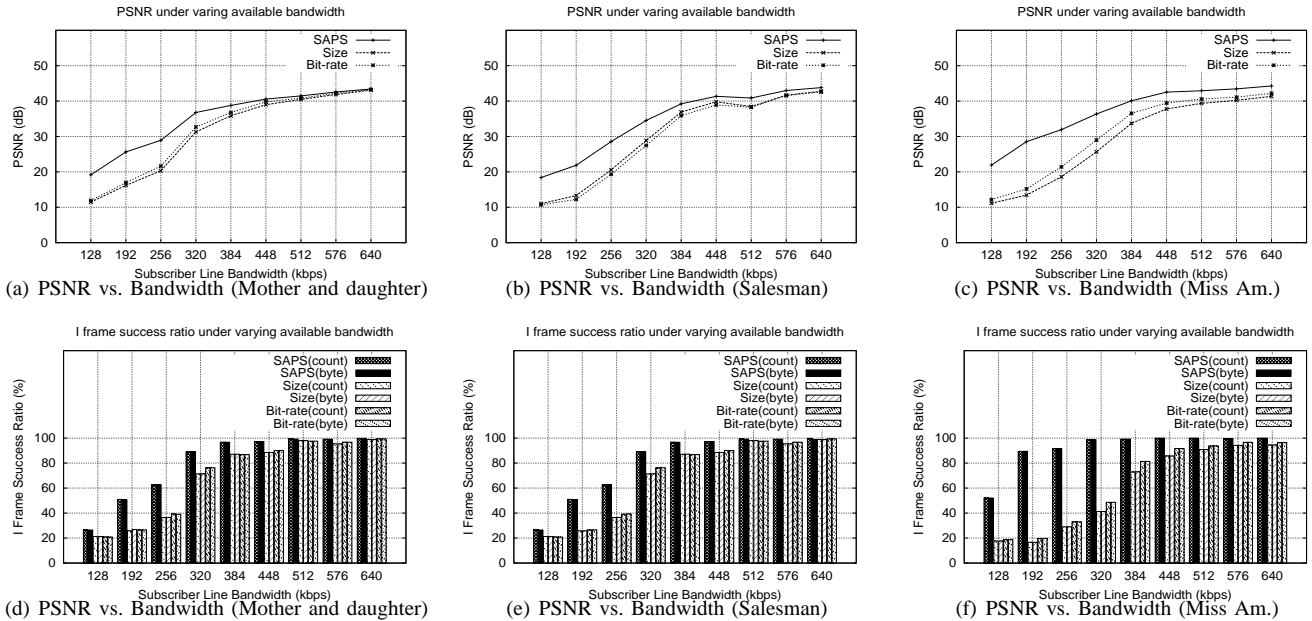 PSNR under varing available bandwidth
SAPS
Size
Bit-rate
60
50
40
30
20
10
0
PSNR (dB)
128 192 256 320 384 448 512 576 640
Subscriber Line Bandwidth (kbps)
(a) PSNR vs. Bandwidth (Mother and daughter)
PSNR under varing available bandwidth
SAPS
Size
Bit-rate
60
50
40
30
20
10
0
PSNR (dB)
128 192 256 320 384 448 512 576 640
Subscriber Line Bandwidth (kbps)
(b) PSNR vs. Bandwidth (Salesman)
PSNR under varing available bandwidth
SAPS
Size
Bit-rate
60
50
40
30
20
10
0
PSNR (dB)
128 192 256 320 384 448 512 576 640
Subscriber Line Bandwidth (kbps)
(c) PSNR vs. Bandwidth (Miss Am.)
I frame success ratio under varying available bandwidth
SAPS(count)
SAPS(byte)
Size(count)
Size(byte)
Bit-rate(count)
Bit-rate(byte)
100
80
60
40
20
0
I Frame Success Ratio (%)
128 192 256 320 384 448 512 576 640
Subscriber Line Bandwidth (kbps)
(d) PSNR vs. Bandwidth (Mother and daughter)
I frame success ratio under varying available bandwidth
SAPS(count)
SAPS(byte)
Size(count)
Size(byte)
Bit-rate(count)
Bit-rate(byte)
100
80
60
40
20
0
I Frame Success Ratio (%)
128 192 256 320 384 448 512 576 640
Subscriber Line Bandwidth (kbps)
(e) PSNR vs. Bandwidth (Salesman)
I frame success ratio under varying available bandwidth
SAPS(count)
SAPS(byte)
Size(count)
Size(byte)
Bit-rate(count)
Bit-rate(byte)
100
80
60
40
20
0
I Frame Success Ratio (%)
128 192 256 320 384 448 512 576 640
Subscriber Line Bandwidth (kbps)
(f) PSNR vs. Bandwidth (Miss Am.)